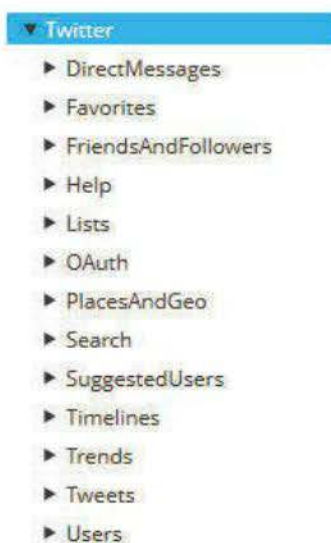 Twitter
DirectMessages
Favorites
FriendsAndFollowers
Help
Lists
OAuth
PlacesAndGeo
Search
SuggestedUsers
Timelines
Trends
Tweets
Users